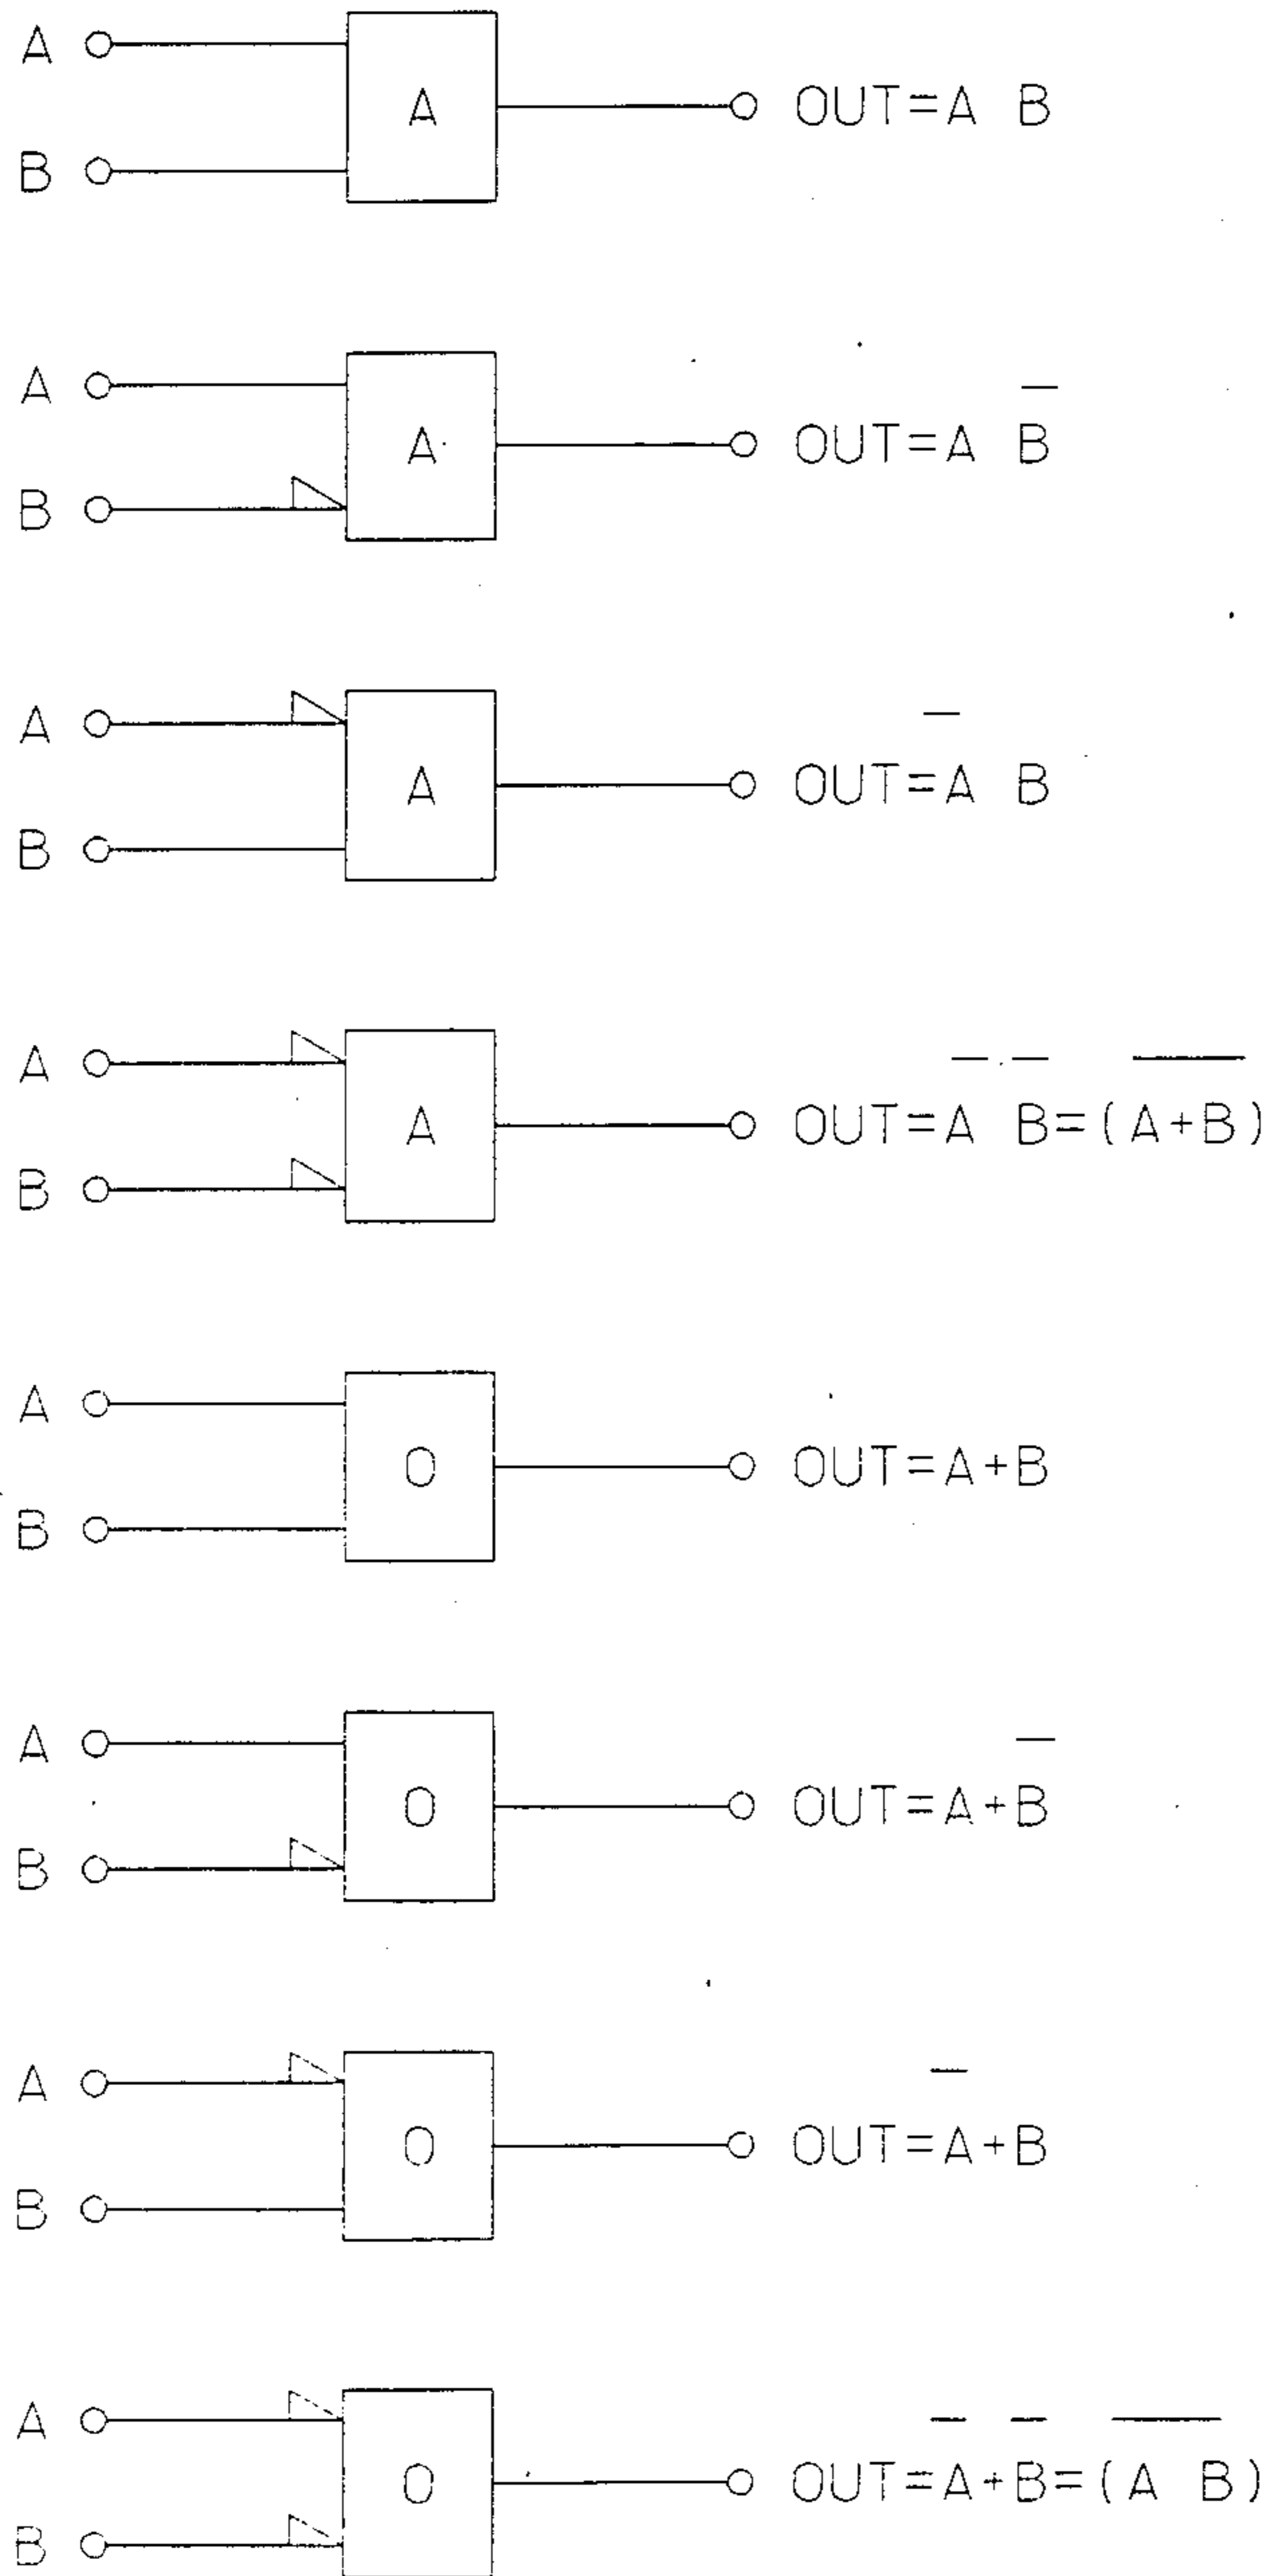 A
A
OUT=A B
B
A
A
OUT=A B̅
B
A
A
OUT=A̅ B
B
A
A
OUT=A̅ B̅=(A̅+̅B̅)
B
A
O
OUT=A+B
B
A
O
OUT=A+B̅
B
A
O
OUT=A̅+B
B
A
O
OUT=A̅+B̅=(A̅ ̅B̅)
B